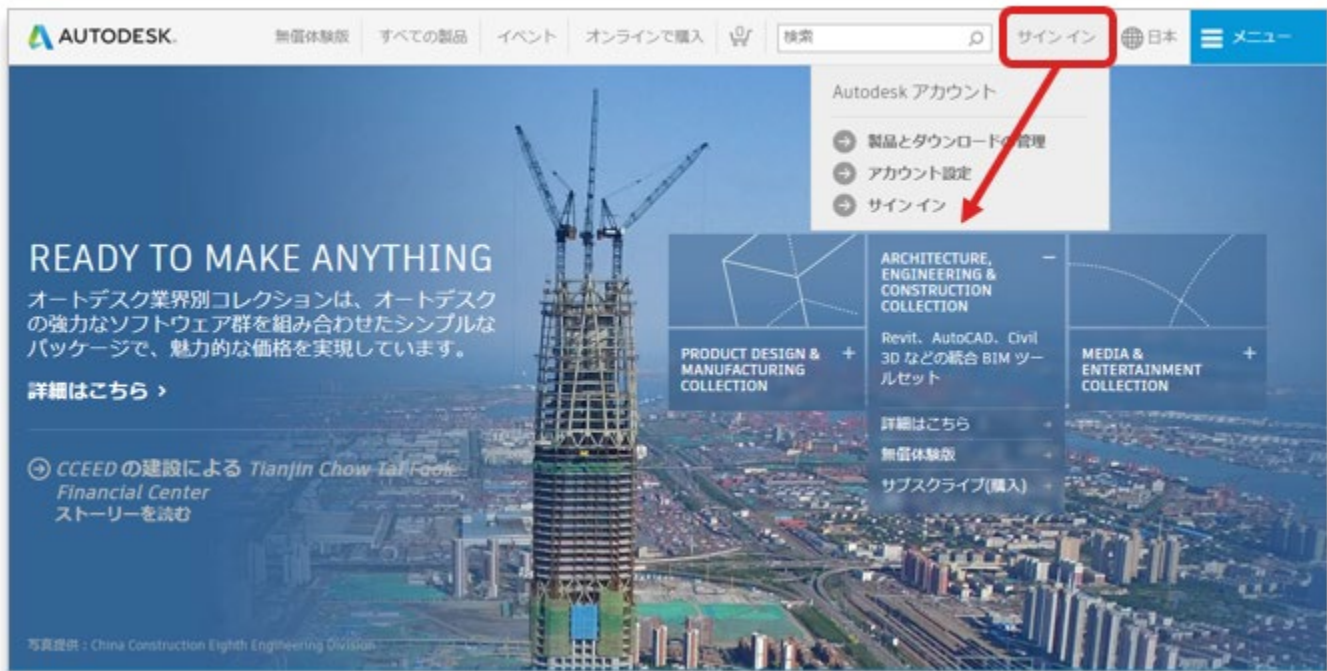 AUTODESK.
無償体験版
すべての製品
イベント
オンラインで購入
0
検索
サイン イン
日本
メニュー
Autodesk アカウント
製品とダウンロードの管理
アカウント設定
サイン イン
READY TO MAKE ANYTHING
オートデスク業界別コレクションは、オートデスク
の強力なソフトウェア群を組み合わせたシンプルな
パッケージで、魅力的な価格を実現しています。
詳細はこちら ›
CCEED の建設による Tianjin Chow Tai Fook
Financial Center
ストーリーを読む
PRODUCT DESIGN & +
MANUFACTURING
COLLECTION
ARCHITECTURE, −
ENGINEERING &
CONSTRUCTION
COLLECTION
Revit、AutoCAD、Civil
3D などの統合 BIM ツー
ルセット
詳細はこちら
無償体験版
サブスクライブ(購入)
MEDIA & +
ENTERTAINMENT
COLLECTION
写真提供：China Construction Eighth Engineering Division